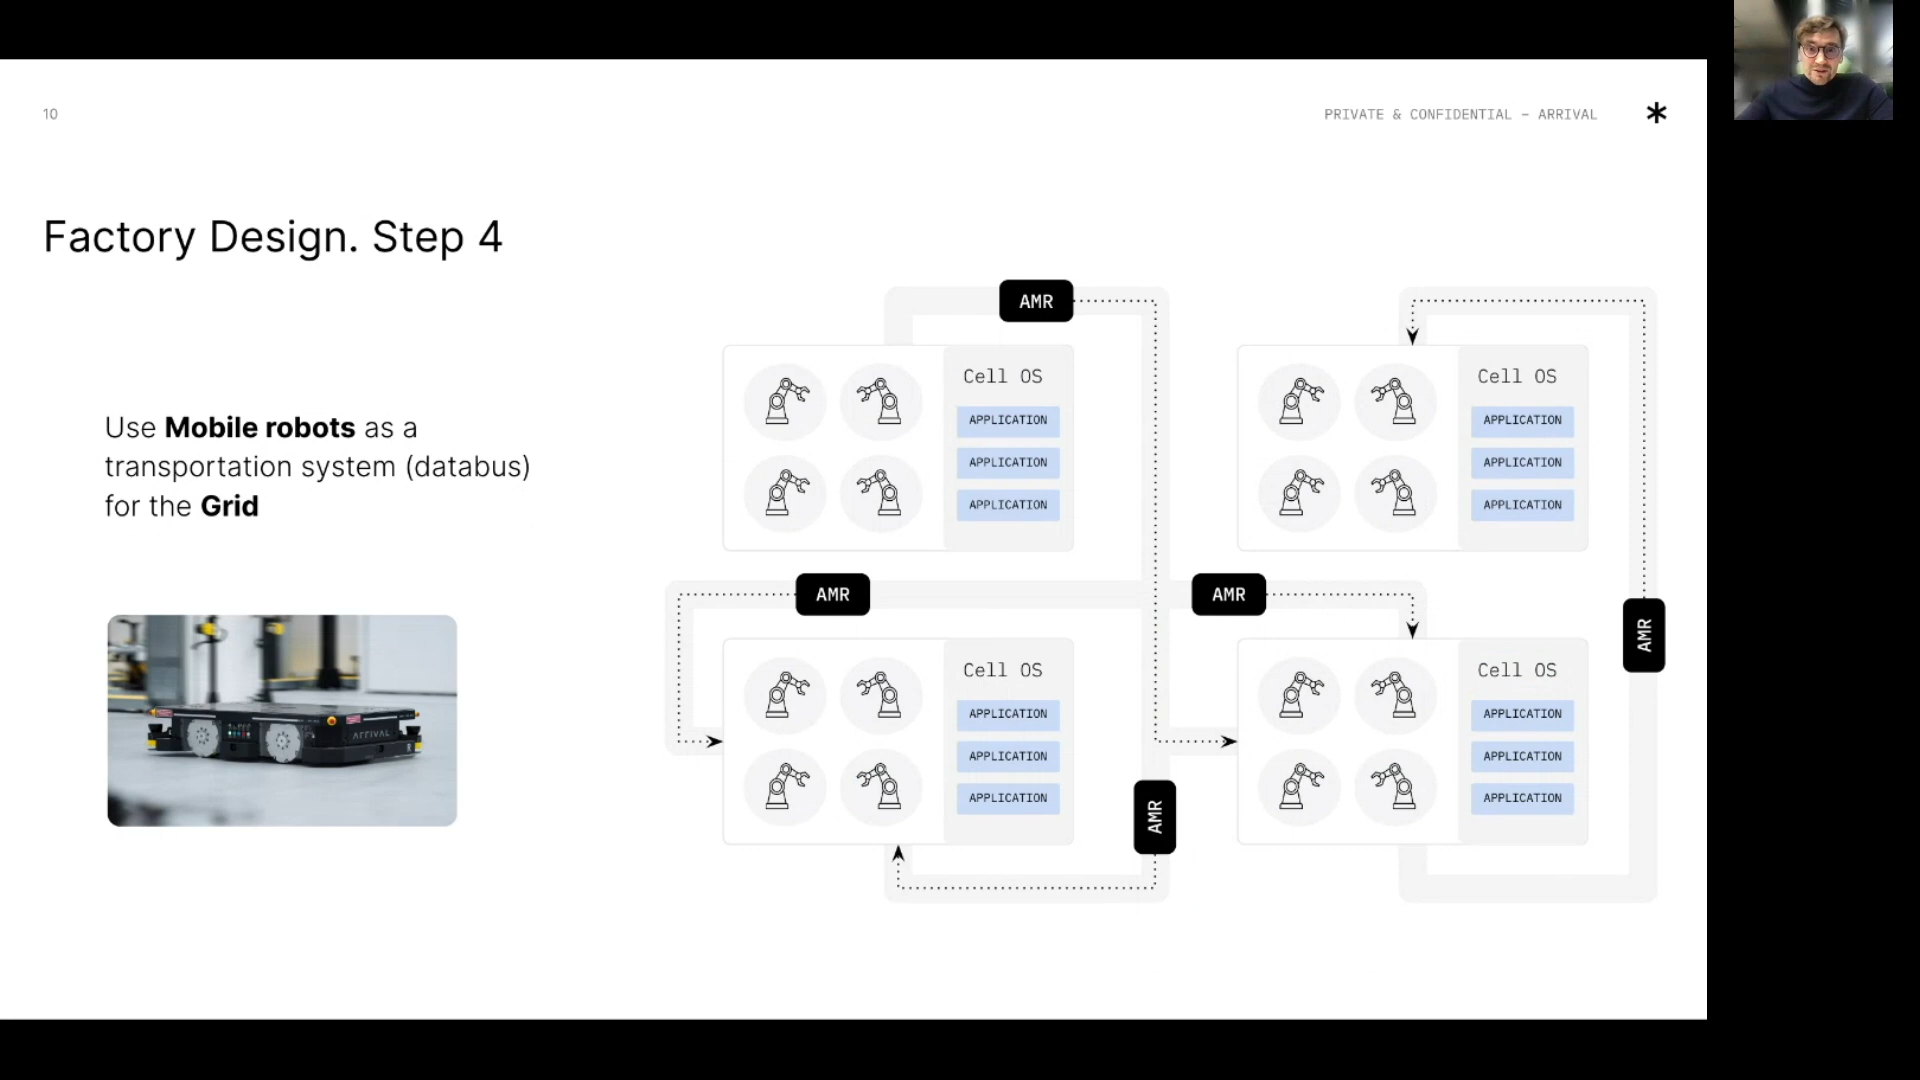 10
PRIVATE & CONFIDENTIAL – ARRIVAL
Factory Design. Step 4
Use Mobile robots as a
transportation system (databus)
for the Grid
ARRIVAL
R
AMR
Cell OS
APPLICATION
APPLICATION
APPLICATION
Cell OS
APPLICATION
APPLICATION
APPLICATION
AMR
AMR
AMR
Cell OS
APPLICATION
APPLICATION
APPLICATION
AMR
Cell OS
APPLICATION
APPLICATION
APPLICATION